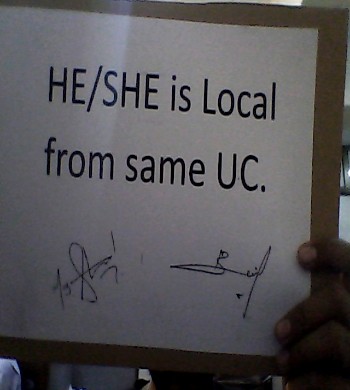 HE/SHE is Local
from same UC.